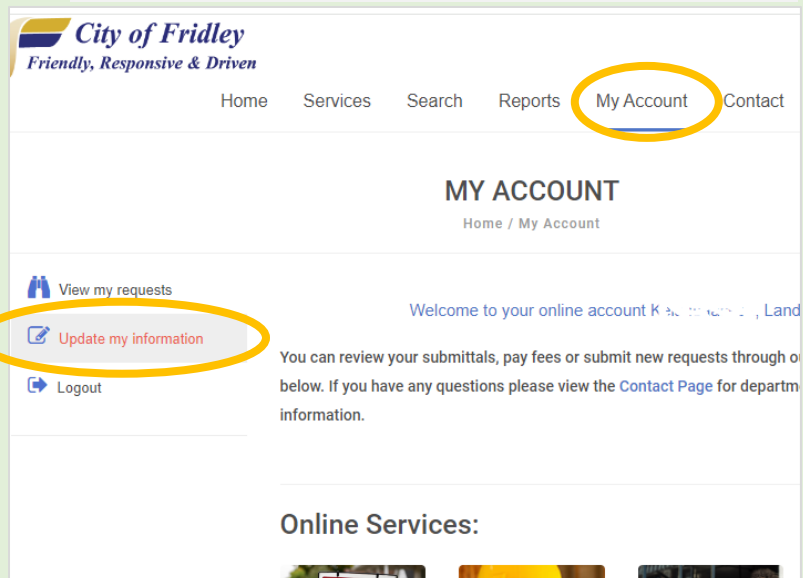 City of Fridley
Friendly, Responsive & Driven
Home Services Search Reports My Account Contact
MY ACCOUNT
Home / My Account
View my requests
Update my information
Logout
Welcome to your online account K , Land
You can review your submittals, pay fees or submit new requests through o
below. If you have any questions please view the Contact Page for departm
information.
Online Services: